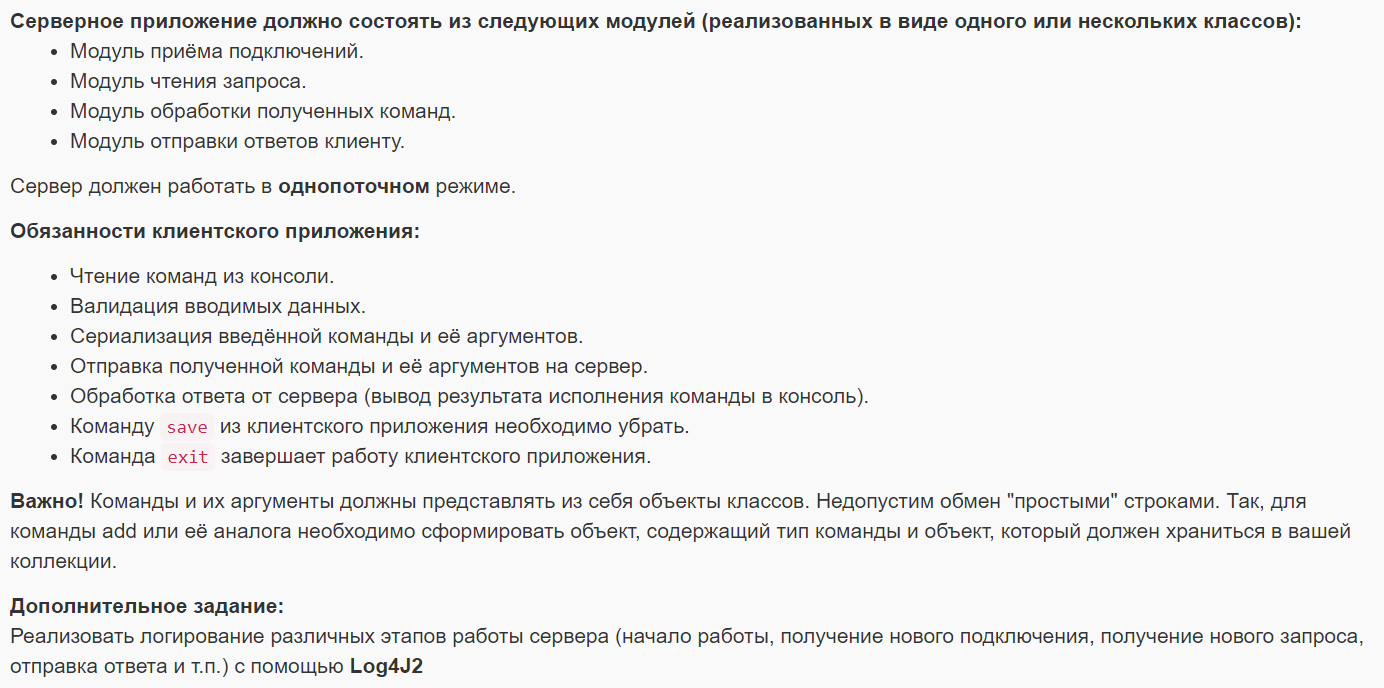 Серверное приложение должно состоять из следующих модулей (реализованных в виде одного или нескольких классов):
• Модуль приёма подключений.
• Модуль чтения запроса.
• Модуль обработки полученных команд.
• Модуль отправки ответов клиенту.
Сервер должен работать в однопоточном режиме.
Обязанности клиентского приложения:
• Чтение команд из консоли.
• Валидация вводимых данных.
• Сериализация введённой команды и её аргументов.
• Отправка полученной команды и её аргументов на сервер.
• Обработка ответа от сервера (вывод результата исполнения команды в консоль).
• Команду save из клиентского приложения необходимо убрать.
• Команда exit завершает работу клиентского приложения.
Важно! Команды и их аргументы должны представлять из себя объекты классов. Недопустим обмен "простыми" строками. Так, для
команды add или её аналога необходимо сформировать объект, содержащий тип команды и объект, который должен храниться в вашей
коллекции.
Дополнительное задание:
Реализовать логирование различных этапов работы сервера (начало работы, получение нового подключения, получение нового запроса,
отправка ответа и т.п.) с помощью Log4J2